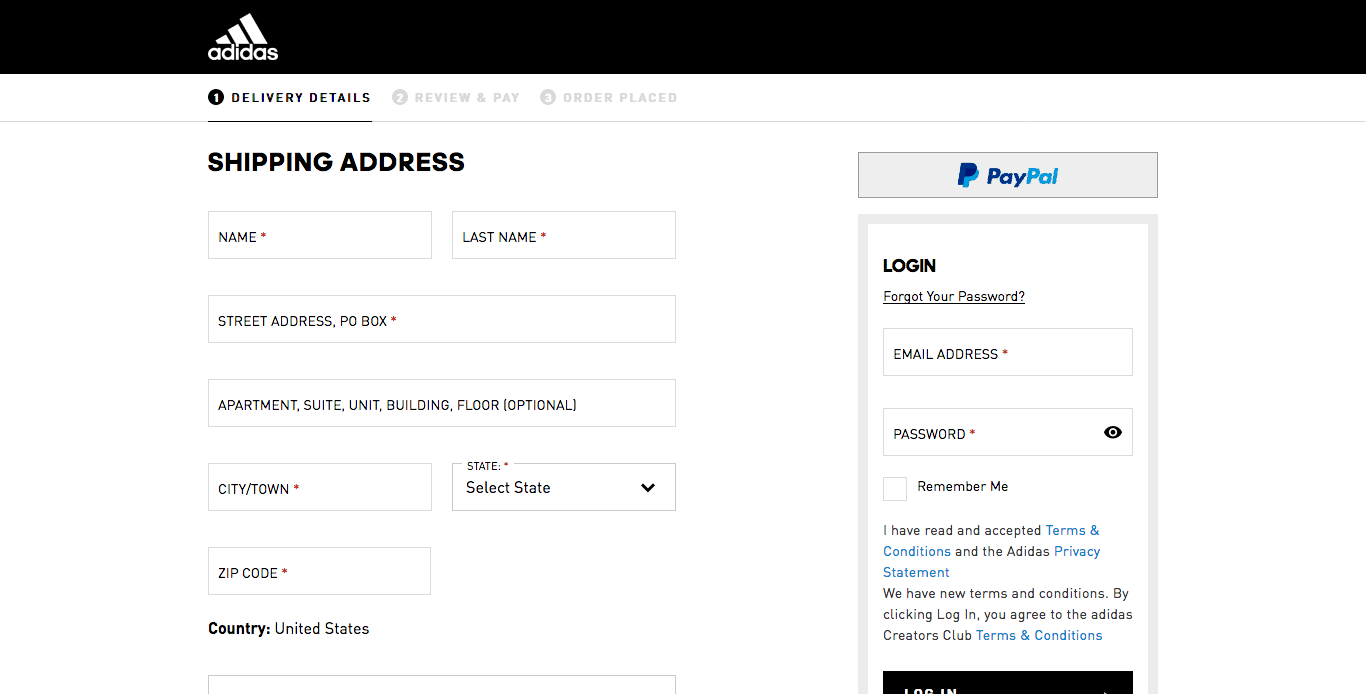 adidas
1 DELIVERY DETAILS 2 REVIEW & PAY 3 ORDER PLACED
SHIPPING ADDRESS
NAME * LAST NAME *
STREET ADDRESS, PO BOX *
APARTMENT, SUITE, UNIT, BUILDING, FLOOR (OPTIONAL)
CITY/TOWN * STATE: *
Select State
ZIP CODE *
Country: United States
PayPal
LOGIN
Forgot Your Password?
EMAIL ADDRESS *
PASSWORD *
Remember Me
I have read and accepted Terms &
Conditions and the Adidas Privacy
Statement
We have new terms and conditions. By
clicking Log In, you agree to the adidas
Creators Club Terms & Conditions
LOG IN